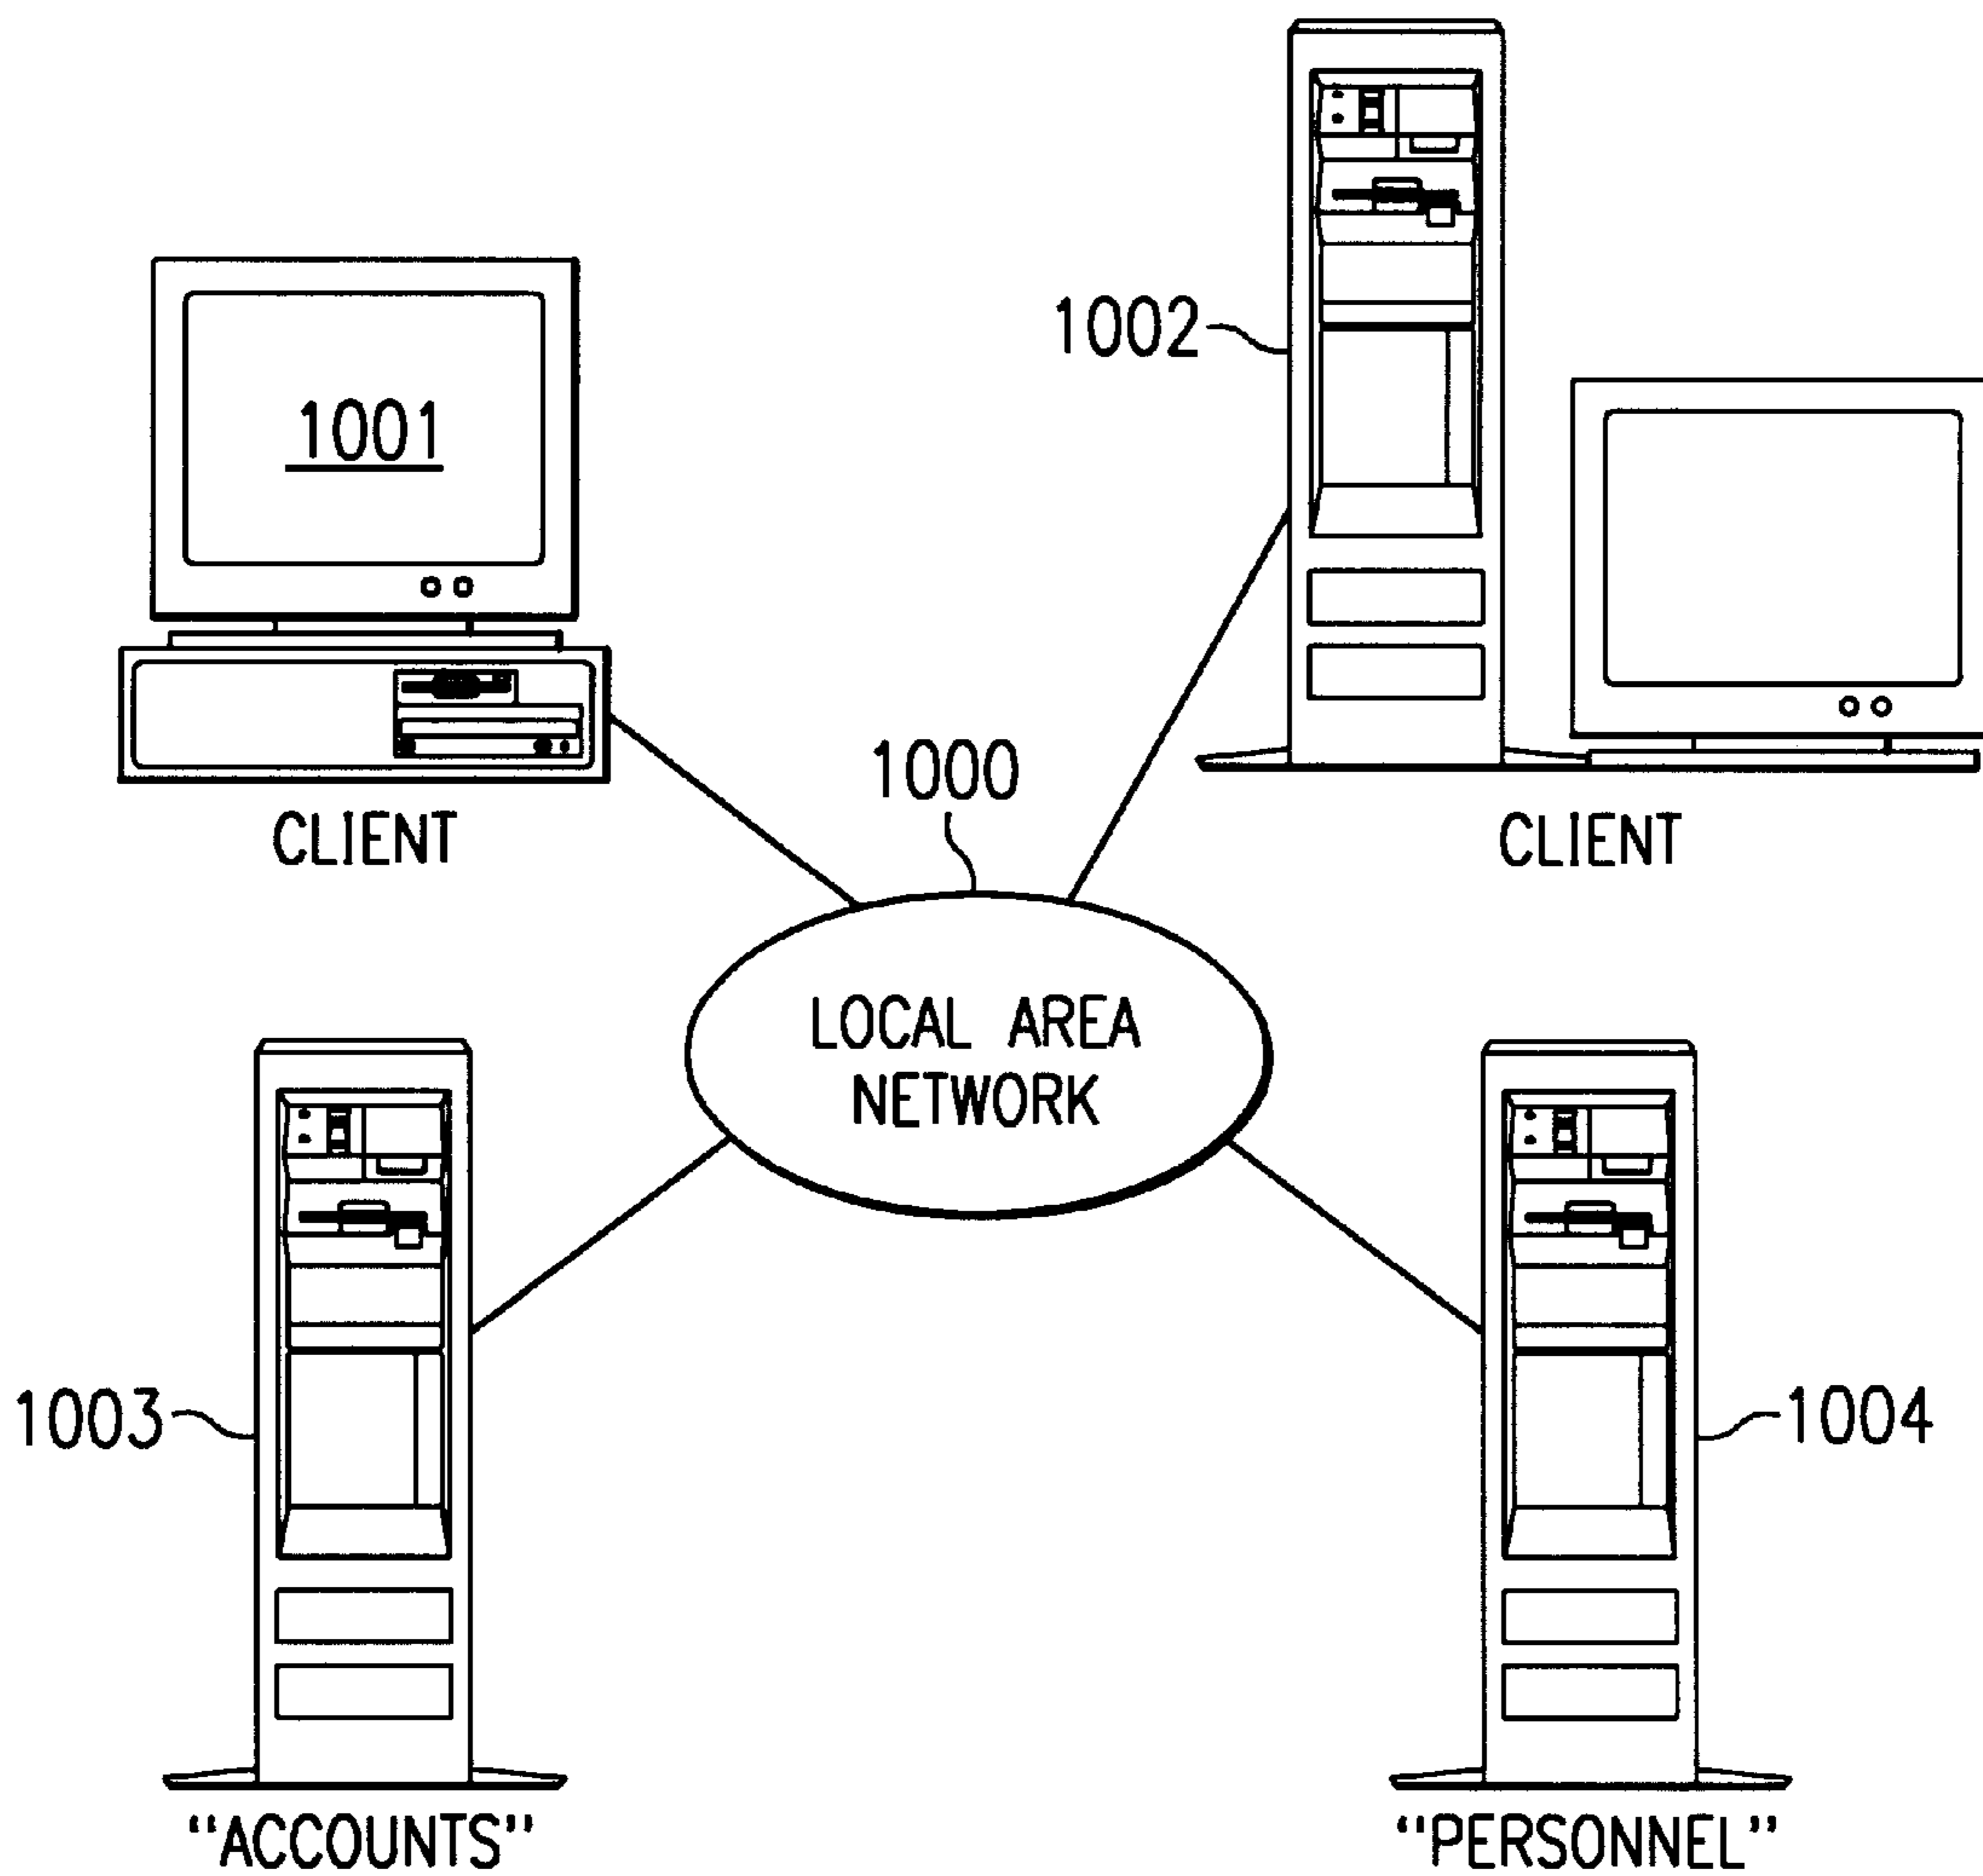 1002
1001
1000
CLIENT
CLIENT
LOCAL AREA
NETWORK
1003
1004
"ACCOUNTS"
"PERSONNEL"